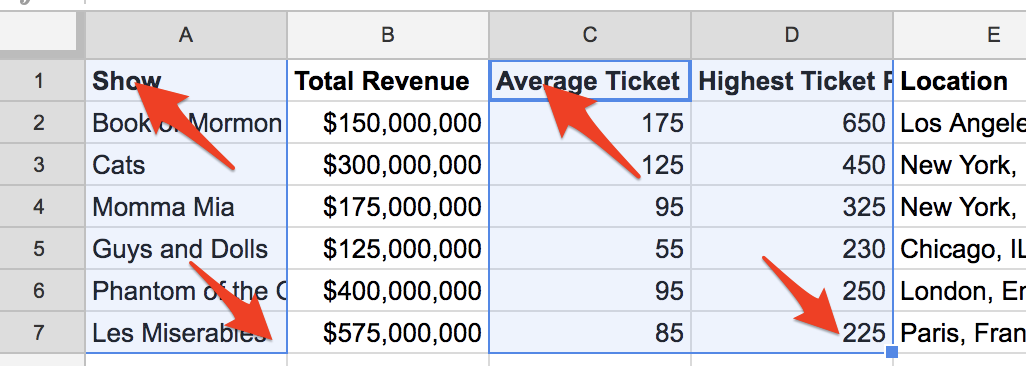 A B C D E
1 Show Total Revenue Average Ticket Highest Ticket Location
2 Book of Mormon $150,000,000 175 650 Los Angele
3 Cats $300,000,000 125 450 New York,
4 Momma Mia $175,000,000 95 325 New York,
5 Guys and Dolls $125,000,000 55 230 Chicago, IL
6 Phantom of the $400,000,000 95 250 London, En
7 Les Miserables $575,000,000 85 225 Paris, Fran